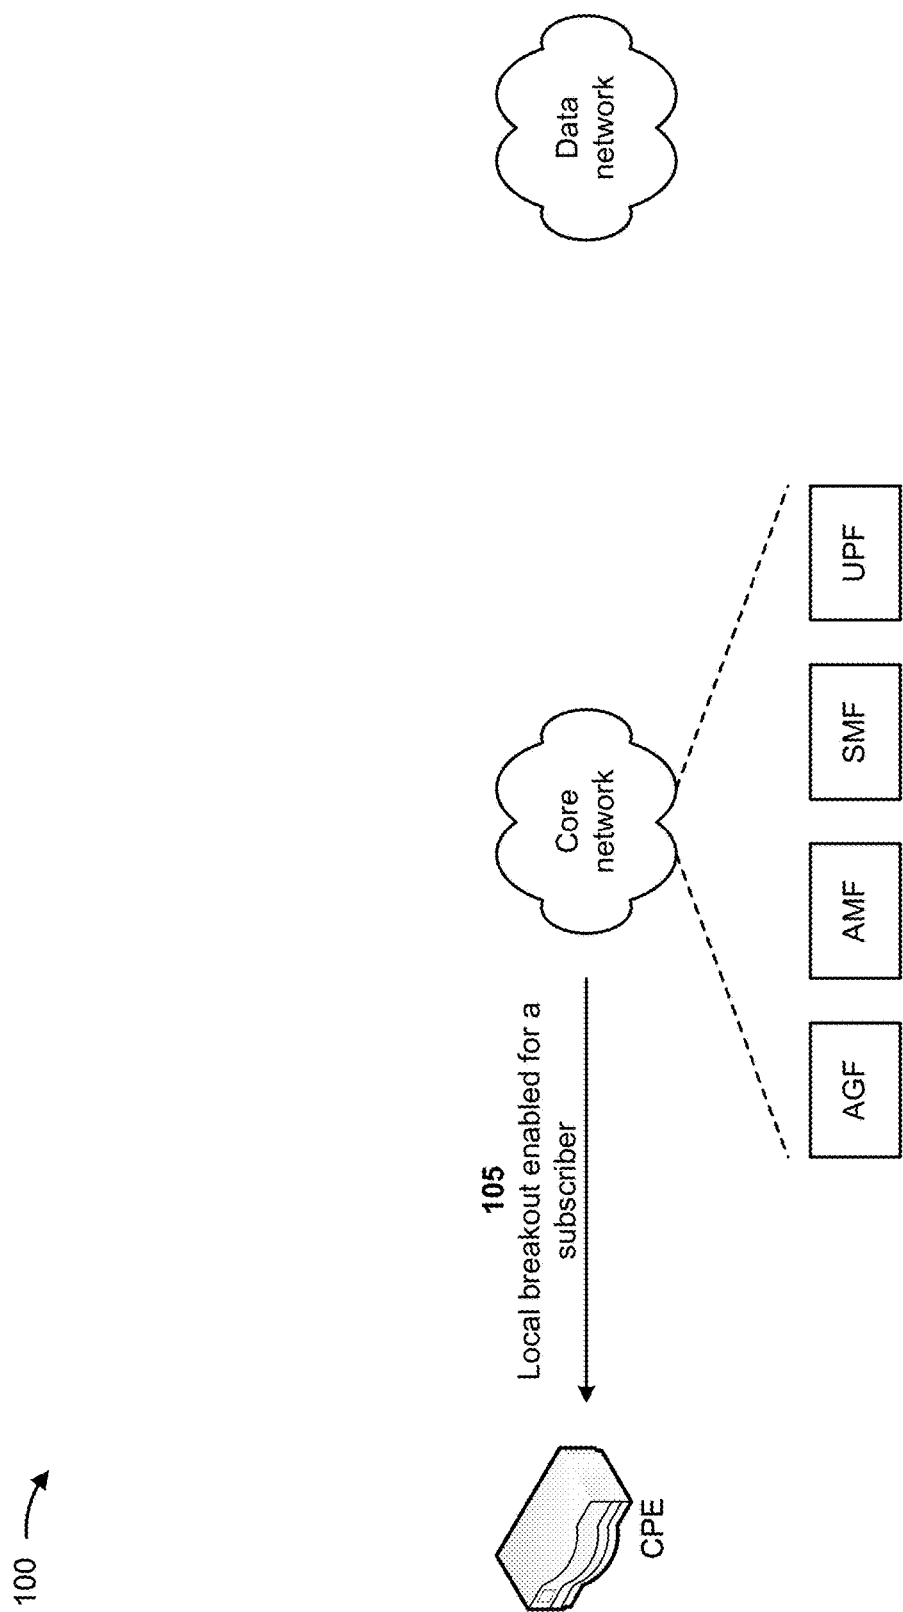 100
105
Local breakout enabled for a
subscriber
CPE
Core
network
Data
network
AGF
AMF
SMF
UPF